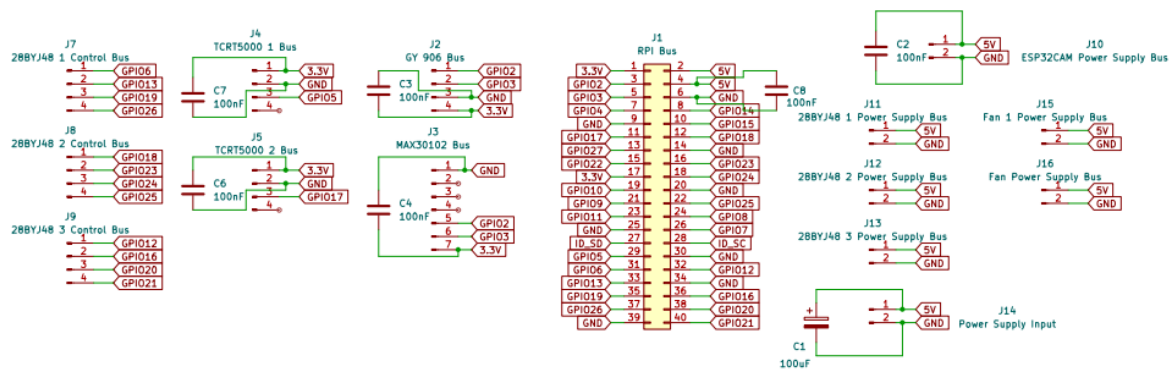 J7
28BYJ48 1 Control Bus
1 GPIO6
2 GPIO13
3 GPIO19
4 GPIO26
J8
28BYJ48 2 Control Bus
1 GPIO18
2 GPIO23
3 GPIO24
4 GPIO25
J9
28BYJ48 3 Control Bus
1 GPIO12
2 GPIO16
3 GPIO20
4 GPIO21
J4
TCRT5000 1 Bus
C7
100nF
1 3.3V
2 GND
3 GPIO5
4
J5
TCRT5000 2 Bus
C6
100nF
1 3.3V
2 GND
3 GPIO17
4
J2
GY 906 Bus
C3
100nF
1 GPIO2
2 GPIO3
3 GND
4 3.3V
J3
MAX30102 Bus
C4
100nF
1 GND
2
3
4
5 GPIO2
6 GPIO3
7 3.3V
J1
RPI Bus
3.3V 1 2 5V
GPIO2 3 4 5V
GPIO3 5 6 GND
GPIO4 7 8 GPIO14
GND 9 10 GPIO15
GPIO17 11 12 GPIO18
GPIO27 13 14 GND
GPIO22 15 16 GPIO23
3.3V 17 18 GPIO24
GPIO10 19 20 GND
GPIO9 21 22 GPIO25
GPIO11 23 24 GPIO8
GND 25 26 GPIO7
ID_SD 27 28 ID_SC
GPIO5 29 30 GND
GPIO6 31 32 GPIO12
GPIO13 33 34 GND
GPIO19 35 36 GPIO16
GPIO26 37 38 GPIO20
GND 39 40 GPIO21
C8
100nF
C2
100nF
1 5V
2 GND
J10
ESP32CAM Power Supply Bus
J11
28BYJ48 1 Power Supply Bus
1 5V
2 GND
J12
28BYJ48 2 Power Supply Bus
1 5V
2 GND
J13
28BYJ48 3 Power Supply Bus
1 5V
2 GND
J15
Fan 1 Power Supply Bus
1 5V
2 GND
J16
Fan Power Supply Bus
1 5V
2 GND
+
C1
100uF
1 5V
2 GND
J14
Power Supply Input